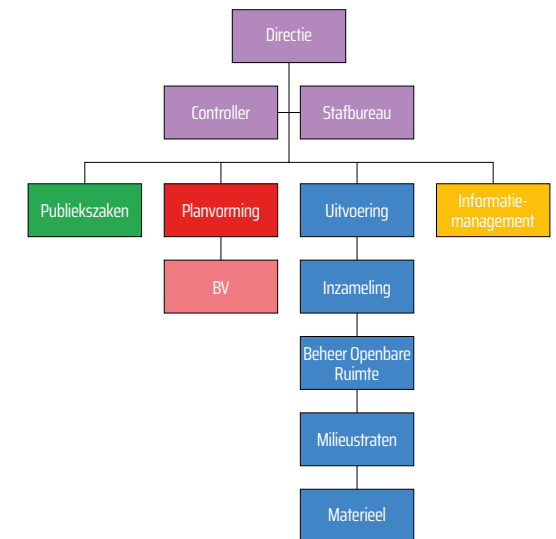 Directie
Controller
Stafbureau
Publiekszaken
Planvorming
Uitvoering
Informatie-
management
BV
Inzameling
Beheer Openbare
Ruimte
Milieustraten
Materieel